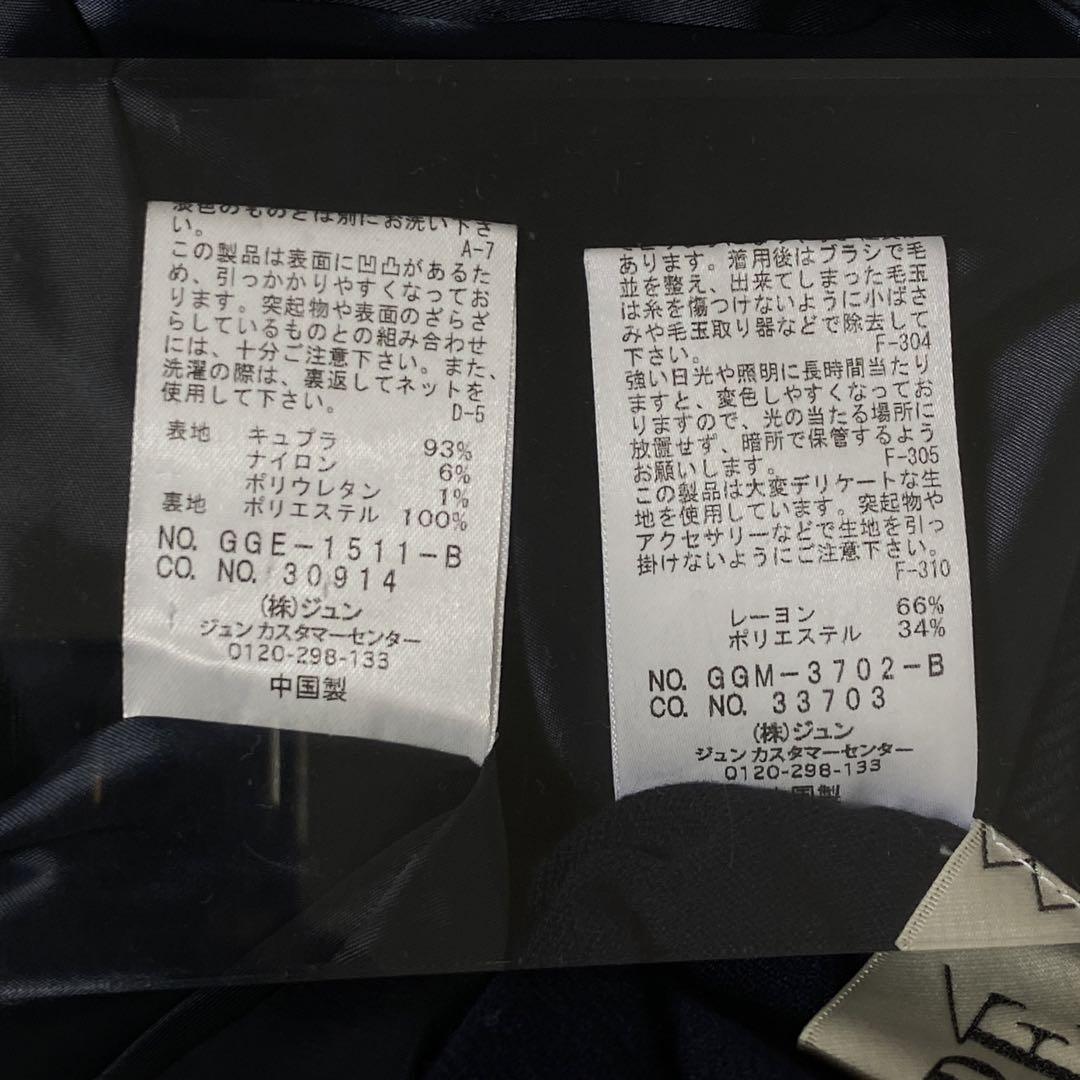 淡色のものとは別にお洗い下さ
い。
A-7
この製品は表面に凹凸があるた
め、引っかかりやすくなってお
ります。突起物や表面のざらざ
らしているものとの組み合わせ
には、十分ご注意下さい。また、
洗濯の際は、裏返してネットを
使用して下さい。
D-5
表地 キュプラ 93%
ナイロン 6%
ポリウレタン 1%
裏地 ポリエステル 100%
NO. GGE-1511-B
CO. NO. 30914
(株)ジュン
ジュンカスタマーセンター
0120-298-133
中国製
あります。着用後はブラシで毛
並を整え、出来てしまった毛玉
は糸を傷つけないように小ばさ
みや毛玉取り器などで除去して
下さい。
F-304
強い日光や照明に長時間当たり
ますと、変色しやすくなってお
りますので、光の当たる場所に
放置せず、暗所で保管するよう
お願いします。
F-305
この製品は大変デリケートな生
地を使用しています。突起物や
アクセサリーなどで生地を引っ
掛けないようにご注意下さい。
F-310
レーヨン 66%
ポリエステル 34%
NO. GGM-3702-B
CO. NO. 33703
(株)ジュン
ジュンカスタマーセンター
0120-298-133
中国製